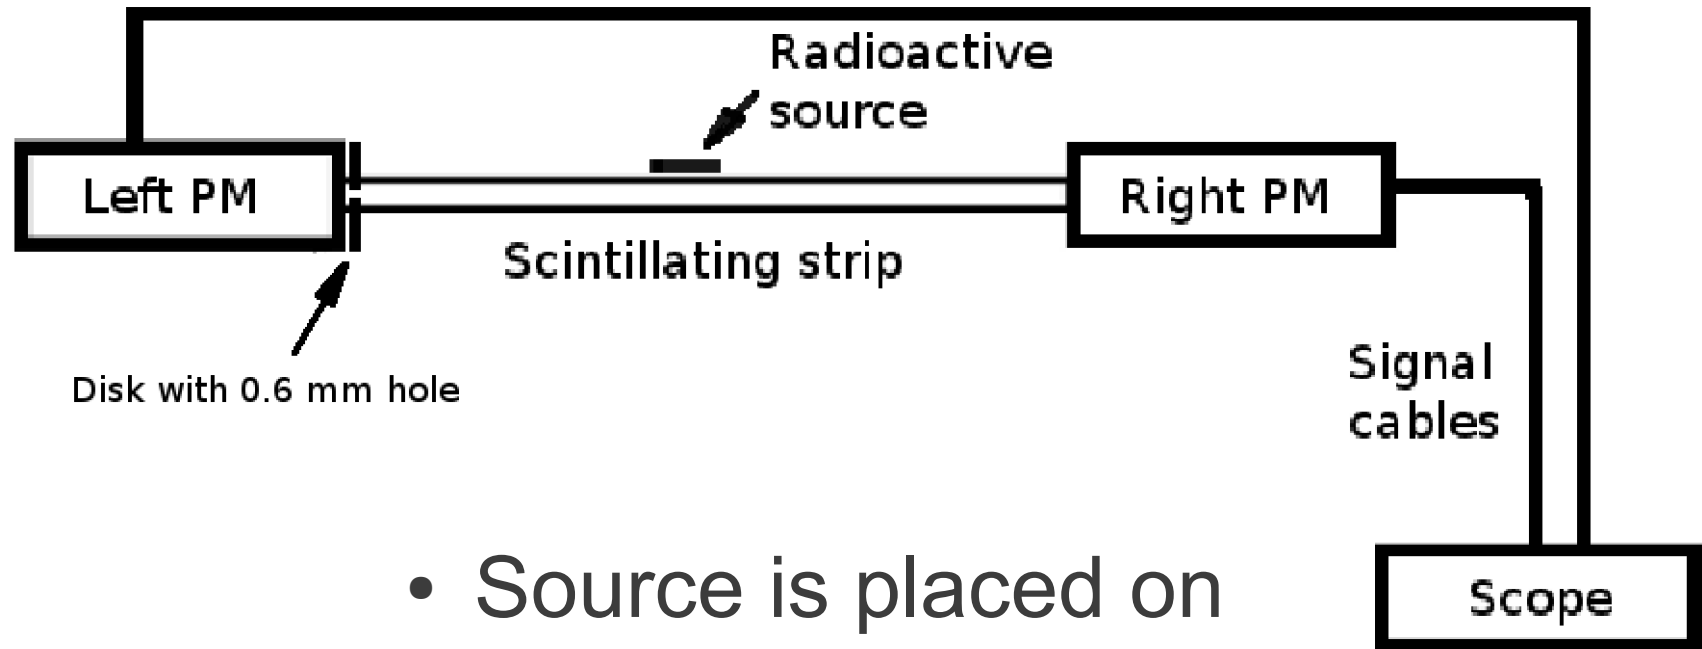 Radioactive
source
Left PM
Right PM
Scintillating strip
Disk with 0.6 mm hole
Signal
cables
• Source is placed on
Scope